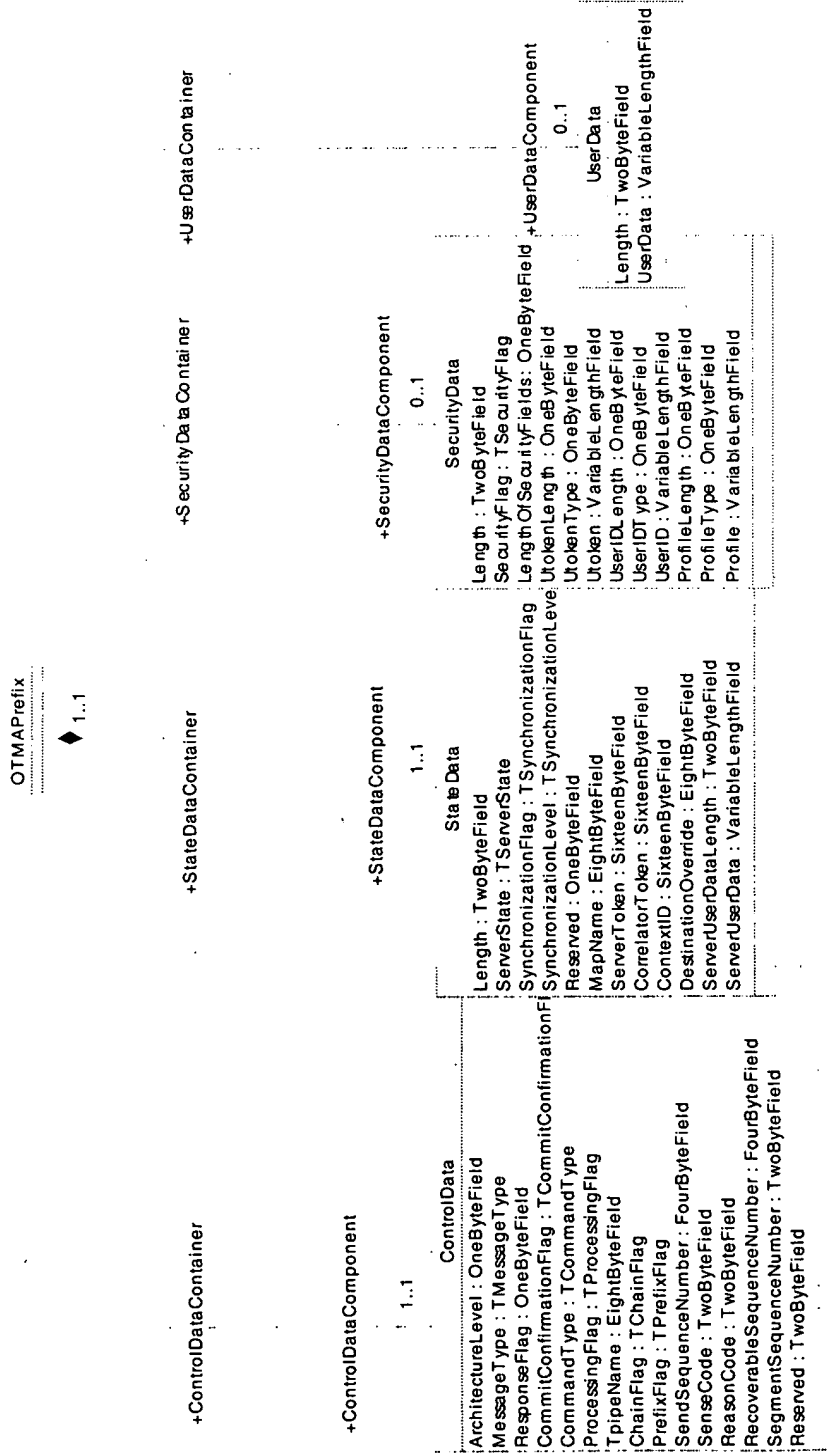 OTMAPrefix
1..1
+ControlDataContainer
+StateDataContainer
+SecurityDataContainer
+UserDataContainer
+ControlDataComponent
1..1
ControlData
ArchitectureLevel : OneByteField
MessageType : TMessageType
ResponseFlag : OneByteField
CommitConfirmationFlag : TCommitConfirmationFl
CommandType : TCommandType
ProcessingFlag : TProcessingFlag
TpipeName : EightByteField
ChainFlag : TChainFlag
PrefixFlag : TPrefixFlag
SendSequenceNumber : FourByteField
SenseCode : TwoByteField
ReasonCode : TwoByteField
RecoverableSequenceNumber : FourByteField
SegmentSequenceNumber : TwoByteField
Reserved : TwoByteField
+StateDataComponent
1..1
StateData
Length : TwoByteField
ServerState : TServerState
SynchronizationFlag : TSynchronizationFlag
SynchronizationLevel : TSynchronizationLeve
Reserved : OneByteField
MapName : EightByteField
ServerToken : SixteenByteField
CorrelatorToken : SixteenByteField
ContextID : SixteenByteField
DestinationOverride : EightByteField
ServerUserDataLength : TwoByteField
ServerUserData : VariableLengthField
+SecurityDataComponent
0..1
SecurityData
Length : TwoByteField
SecurityFlag : TSecurityFlag
LengthOfSecurityFields: OneByteField
UtokenLength : OneByteField
UtokenType : OneByteField
Utoken : VariableLengthField
UserIDLength : OneByteField
UserIDType : OneByteField
UserID : VariableLengthField
ProfileLength : OneByteField
ProfileType : OneByteField
Profile : VariableLengthField
+UserDataComponent
0..1
UserData
Length : TwoByteField
UserData : VariableLengthField